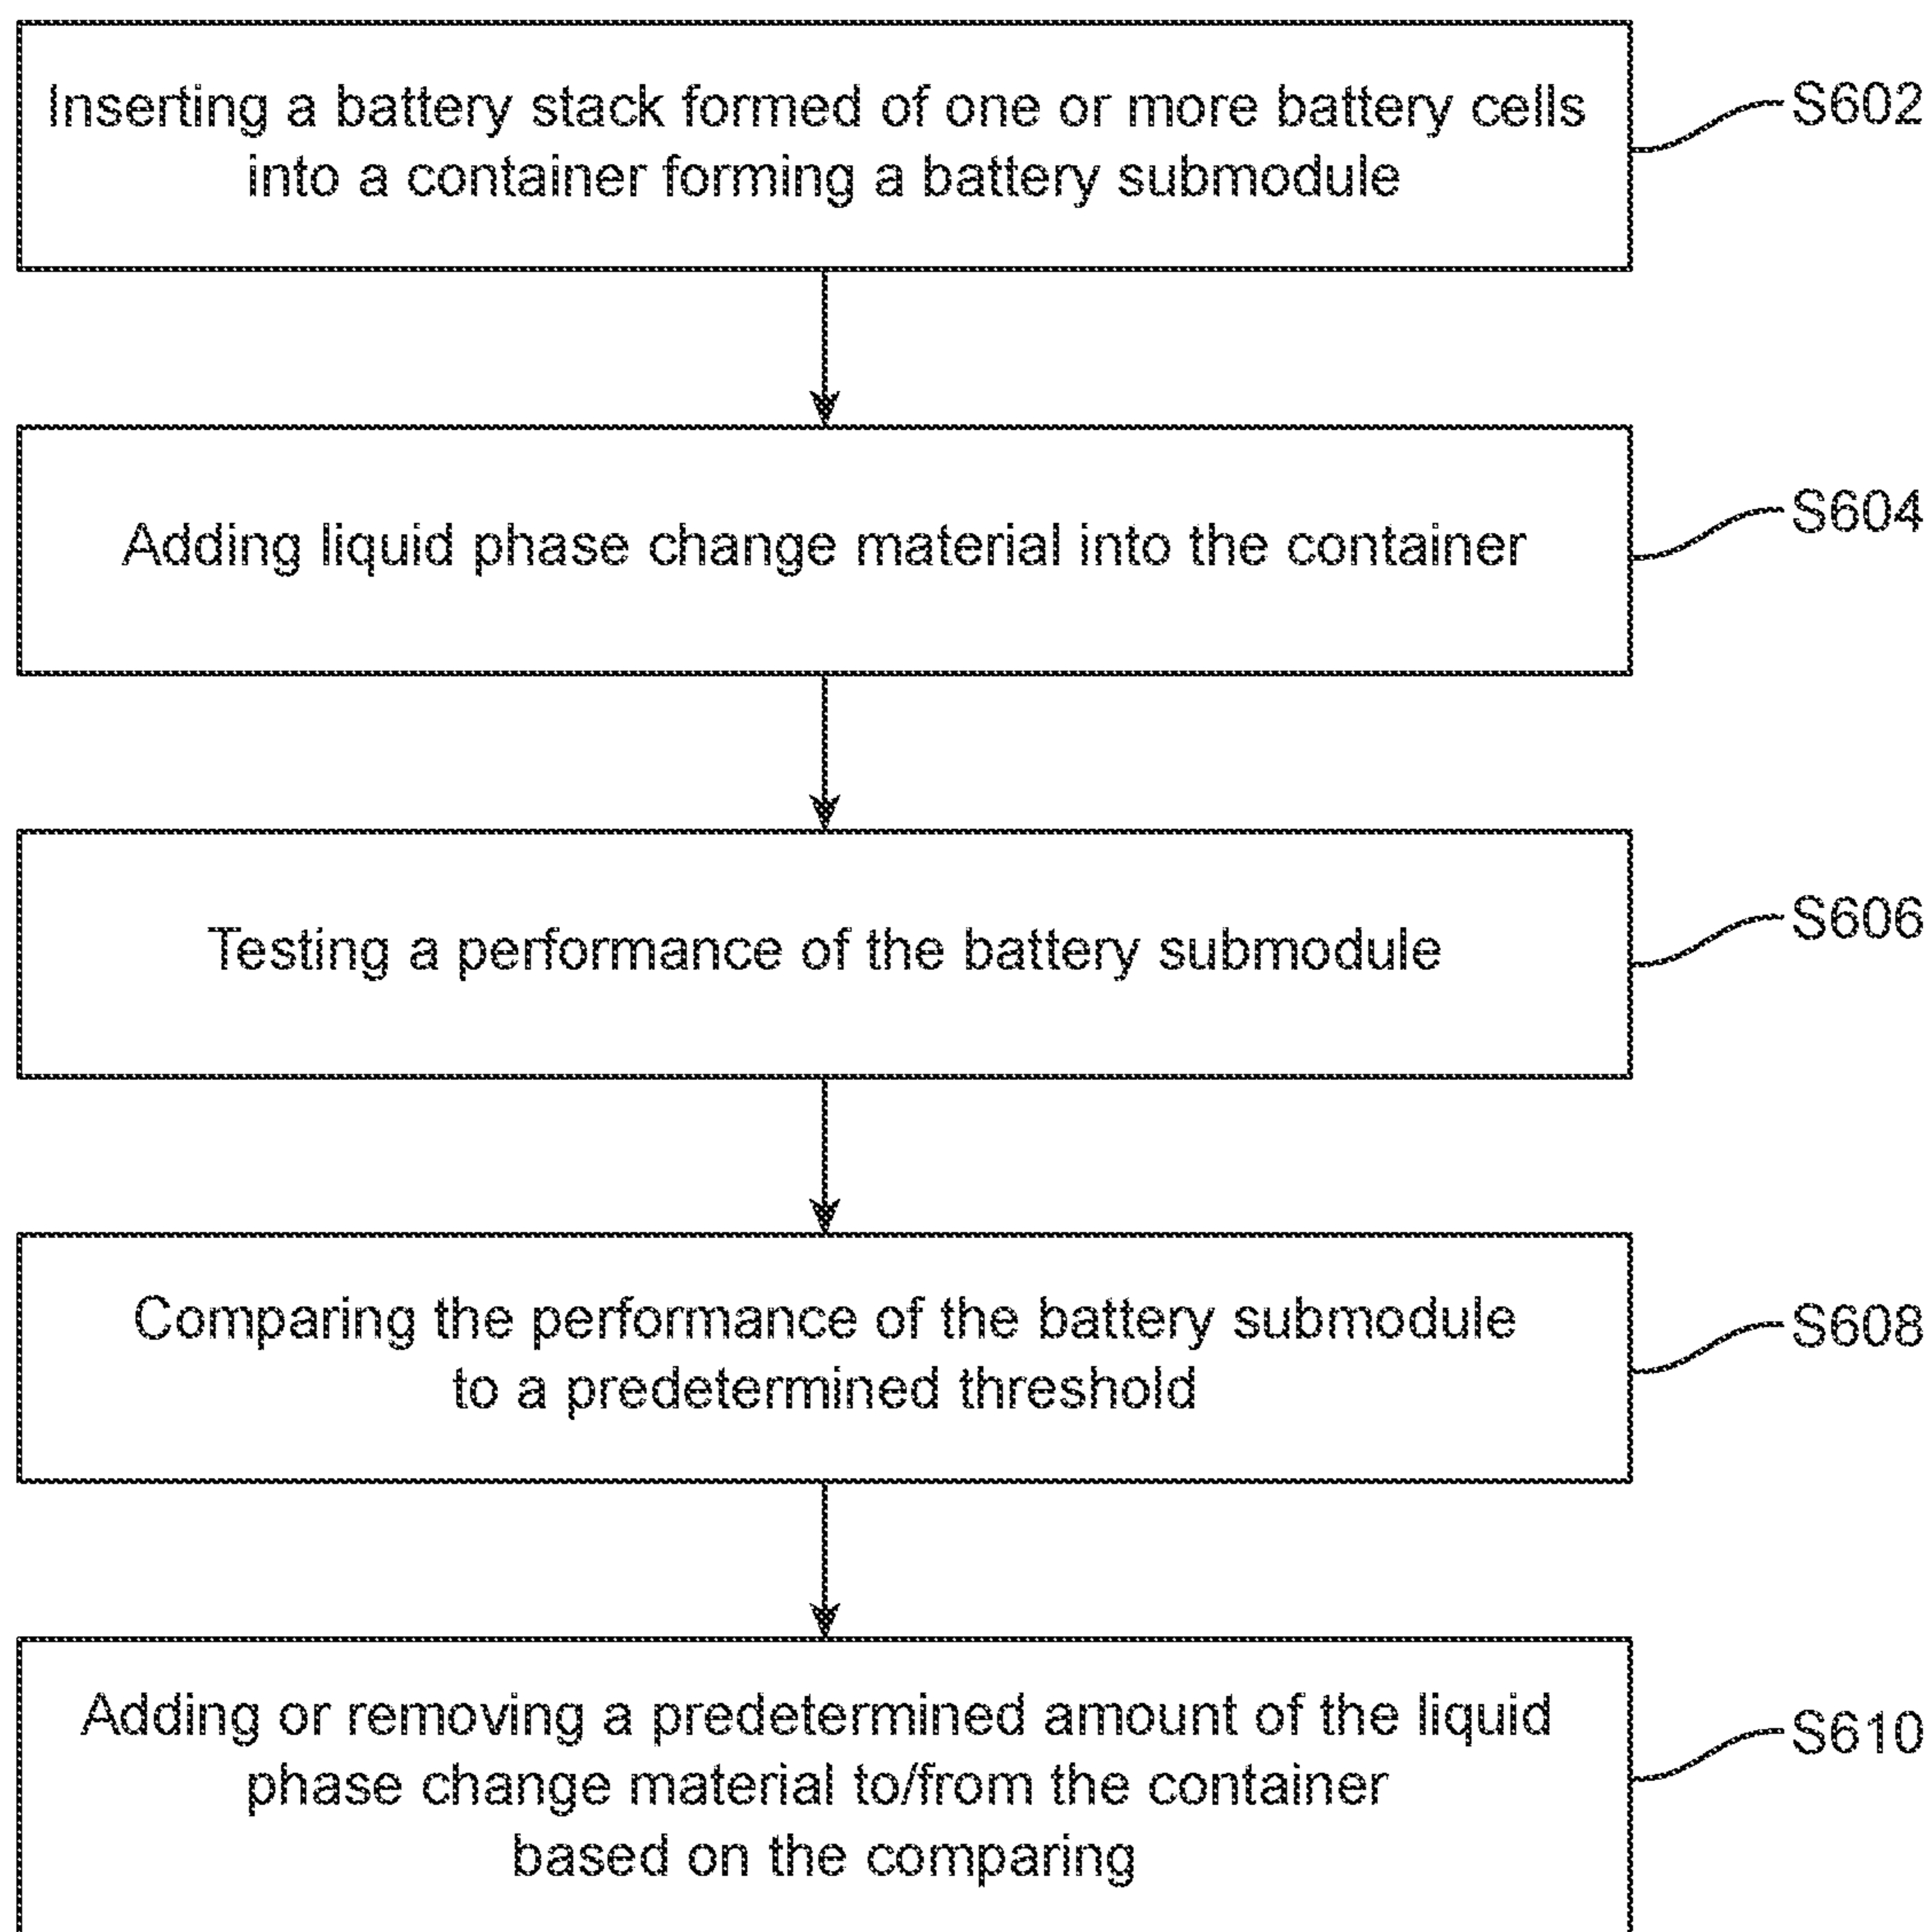 Inserting a battery stack formed of one or more battery cells
into a container forming a battery submodule
S602
Adding liquid phase change material into the container
S604
Testing a performance of the battery submodule
S606
Comparing the performance of the battery submodule
to a predetermined threshold
S608
Adding or removing a predetermined amount of the liquid
phase change material to/from the container
based on the comparing
S610